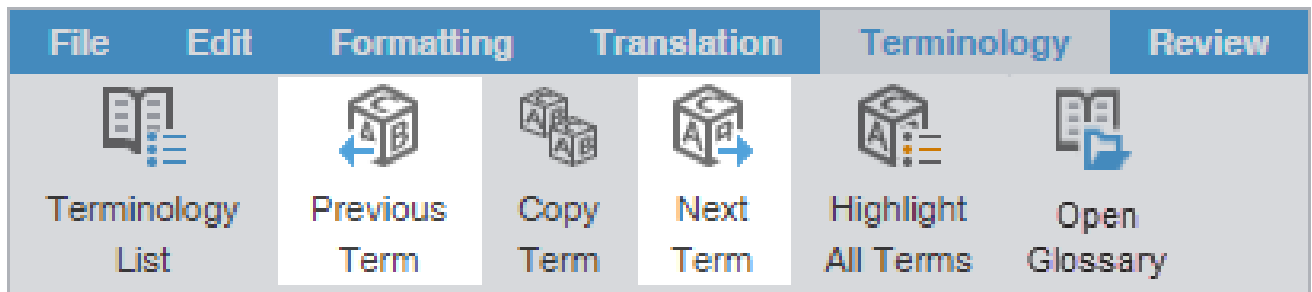 File Edit Formatting Translation Terminology Review
Terminology List
Previous Term
Copy Term
Next Term
Highlight All Terms
Open Glossary